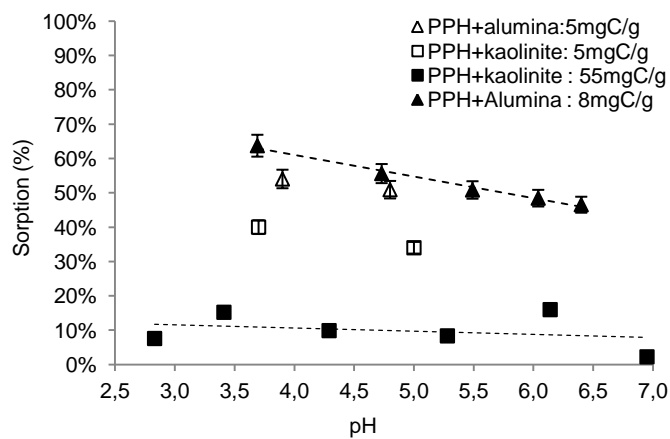 PPH+alumina:5mgC/g
PPH+kaolinite: 5mgC/g
PPH+kaolinite : 55mgC/g
PPH+Alumina : 8mgC/g
100%
90%
80%
70%
60%
50%
40%
30%
20%
10%
0%
Sorption (%)
2,5 3,0 3,5 4,0 4,5 5,0 5,5 6,0 6,5 7,0
pH